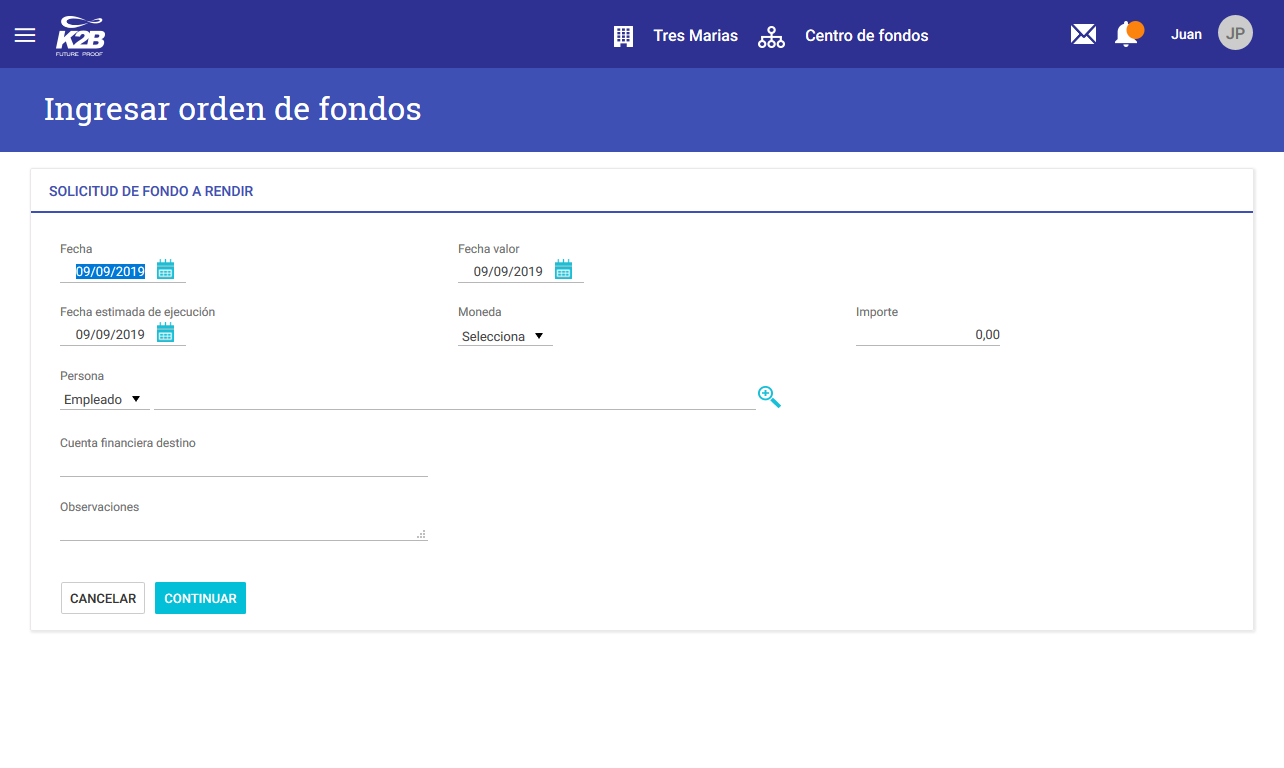 K2B
FUTURE PROOF
Tres Marias
Centro de fondos
Juan
JP
Ingresar orden de fondos
SOLICITUD DE FONDO A RENDIR
Fecha
Fecha valor
09/09/2019
09/09/2019
Fecha estimada de ejecución
Moneda
Importe
09/09/2019
Selecciona
0,00
Persona
Empleado
Cuenta financiera destino
Observaciones
CANCELAR
CONTINUAR